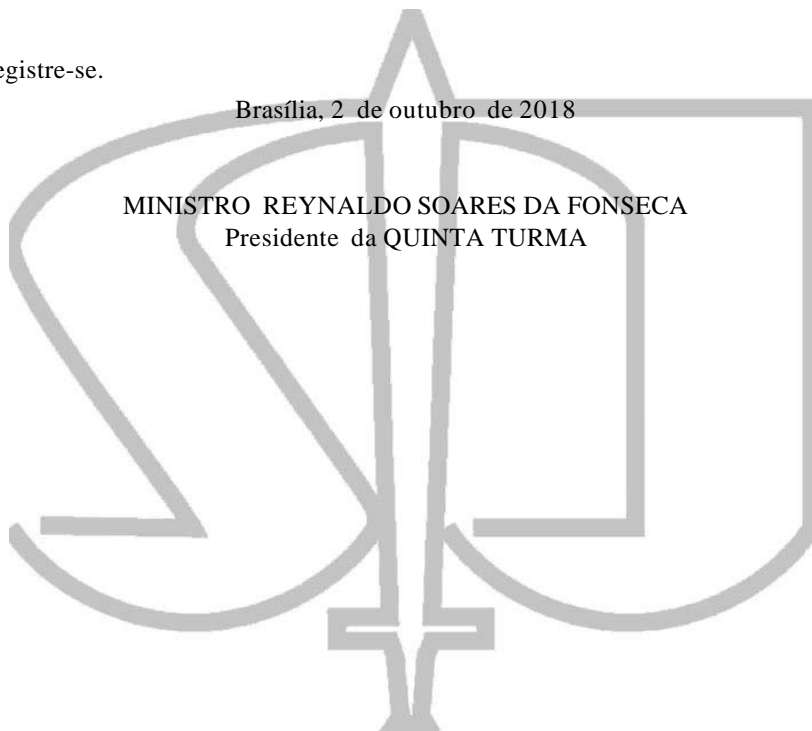 egistre-se.
Brasília, 2 de outubro de 2018
MINISTRO REYNALDO SOARES DA FONSECA
Presidente da QUINTA TURMA